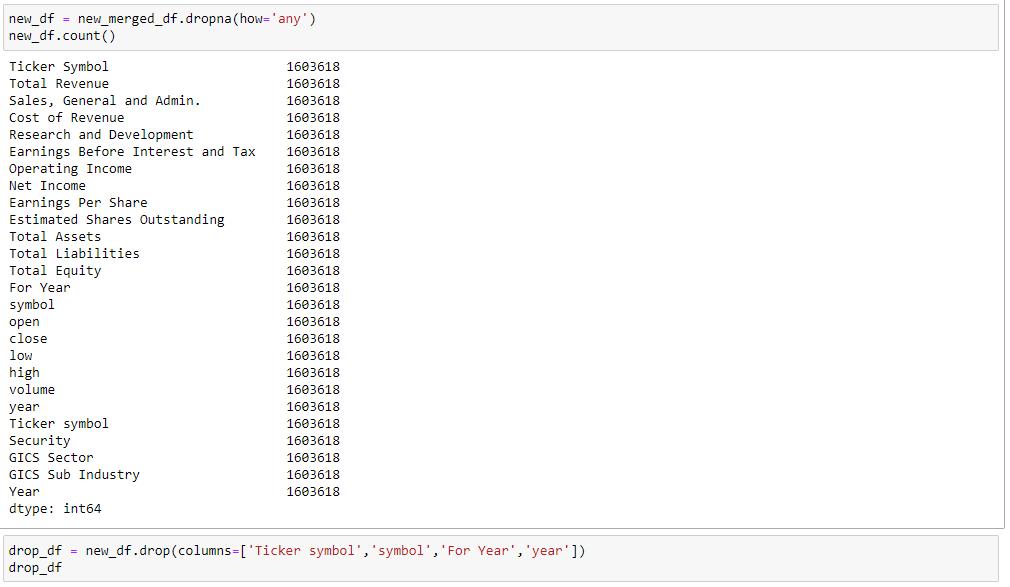 new_df = new_merged_df.dropna(how='any')
new_df.count()
Ticker Symbol 1603618
Total Revenue 1603618
Sales, General and Admin. 1603618
Cost of Revenue 1603618
Research and Development 1603618
Earnings Before Interest and Tax 1603618
Operating Income 1603618
Net Income 1603618
Earnings Per Share 1603618
Estimated Shares Outstanding 1603618
Total Assets 1603618
Total Liabilities 1603618
Total Equity 1603618
For Year 1603618
symbol 1603618
open 1603618
close 1603618
low 1603618
high 1603618
volume 1603618
year 1603618
Ticker symbol 1603618
Security 1603618
GICS Sector 1603618
GICS Sub Industry 1603618
Year 1603618
dtype: int64
drop_df = new_df.drop(columns=['Ticker symbol','symbol','For Year','year'])
drop_df